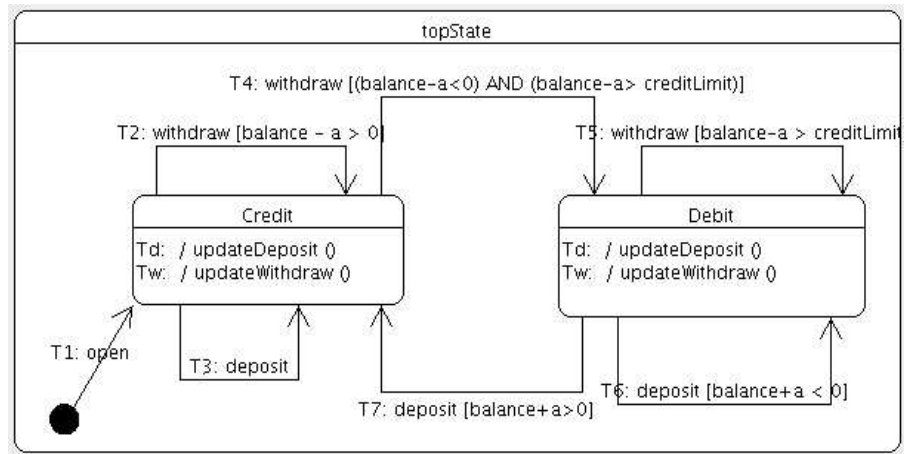 topState
T4: withdraw [(balance-a<0) AND (balance-a> creditLimit)]
T2: withdraw [balance - a > 0]
T5: withdraw [balance-a > creditLimit
Credit
Td: / updateDeposit ()
Tw: / updateWithdraw ()
Debit
Td: / updateDeposit ()
Tw: / updateWithdraw ()
T1: open
T3: deposit
T6: deposit [balance+a < 0]
T7: deposit [balance+a>0]